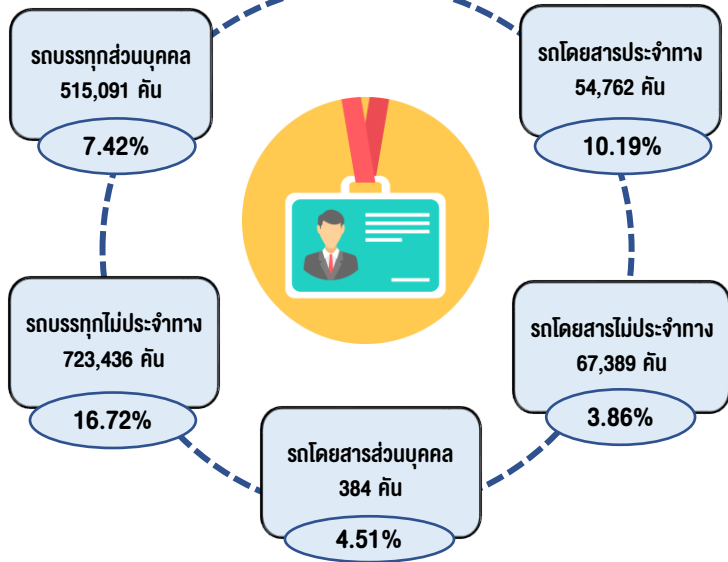 รถบรรทุกส่วนบุคคล
515,091 คัน
7.42%
รถโดยสารประจำทาง
54,762 คัน
10.19%
รถบรรทุกไม่ประจำทาง
723,436 คัน
16.72%
รถโดยสารไม่ประจำทาง
67,389 คัน
3.86%
รถโดยสารส่วนบุคคล
384 คัน
4.51%